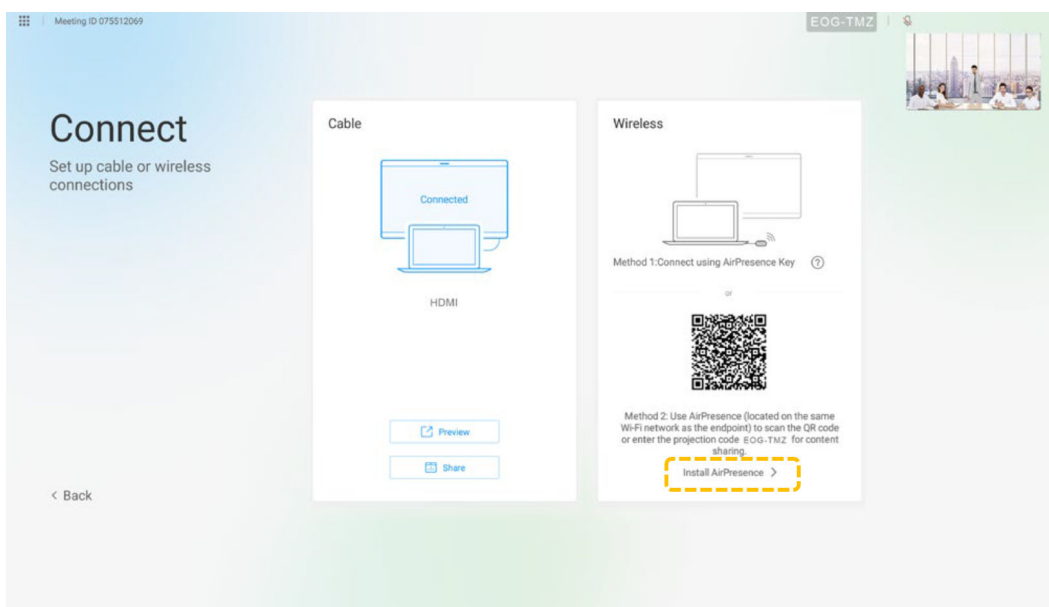 Meeting ID 075512069
EOG-TMZ
Connect
Set up cable or wireless
connections
Cable
Connected
HDMI
Preview
Share
Wireless
Method 1:Connect using AirPresence Key
or
Method 2: Use AirPresence (located on the same
Wi-Fi network as the endpoint) to scan the QR code
or enter the projection code EOG-TMZ for content
sharing.
Install AirPresence >
< Back